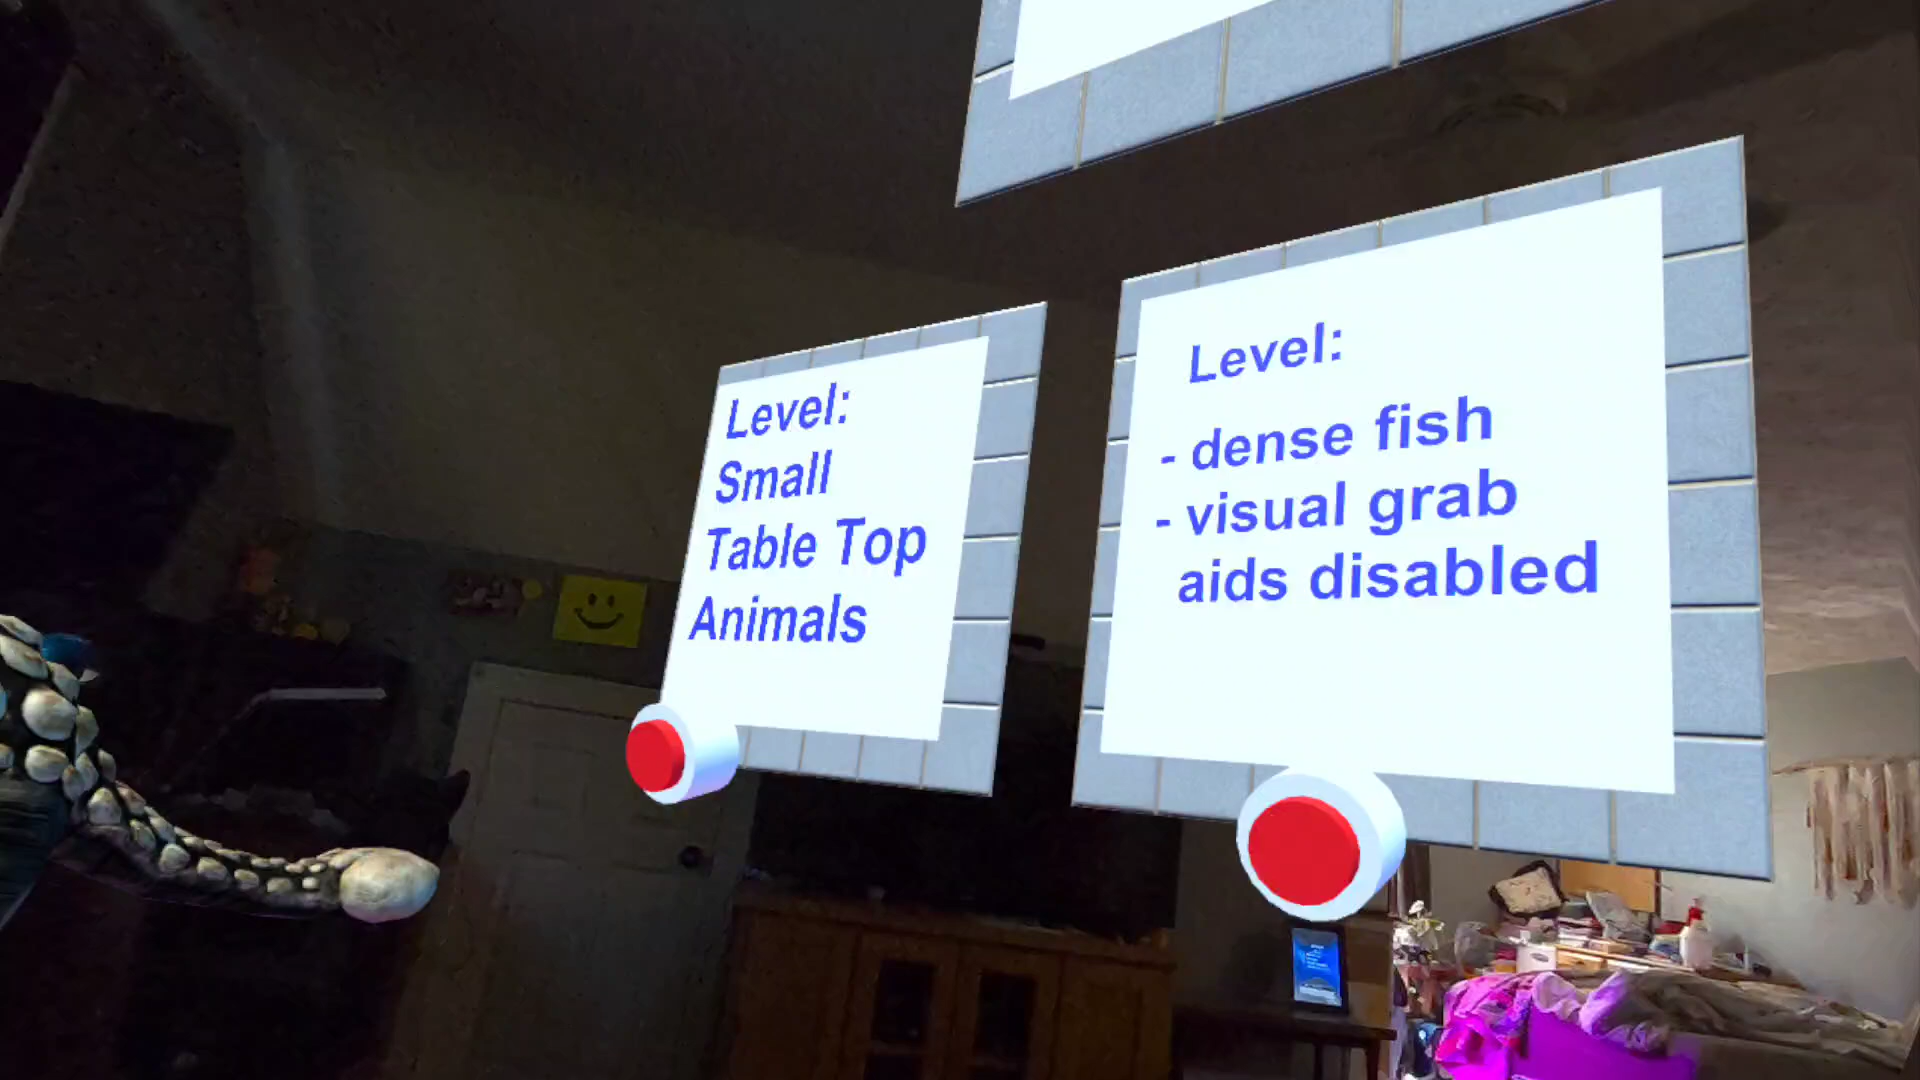 Level:
Small
Table Top
Animals
Level:
- dense fish
- visual grab
aids disabled